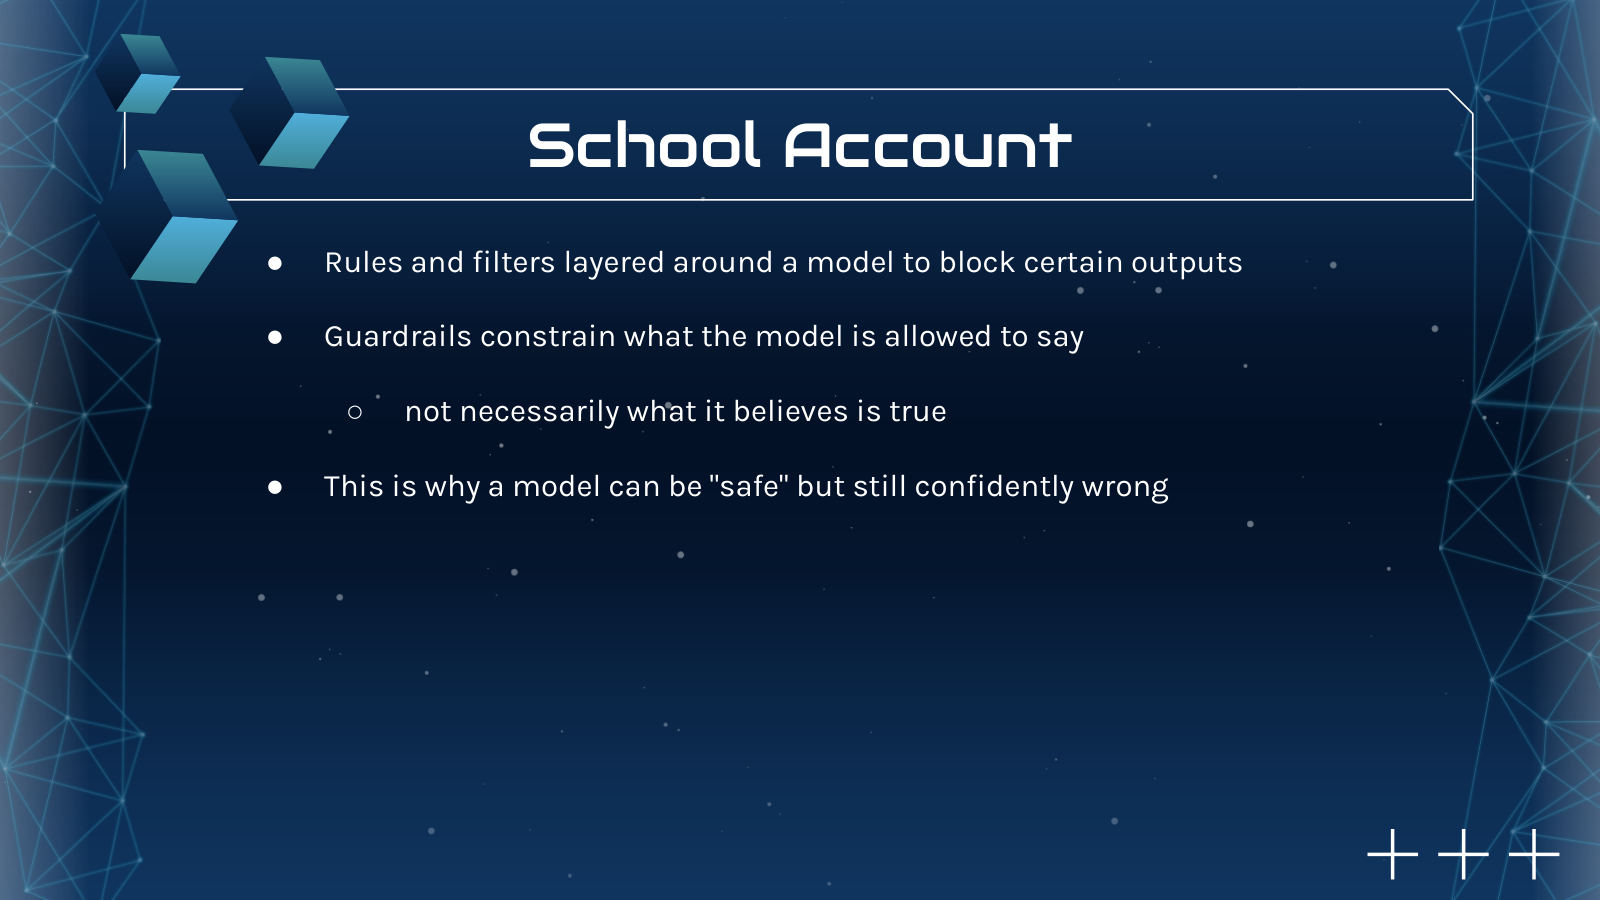 School Account
● Rules and filters layered around a model to block certain outputs
● Guardrails constrain what the model is allowed to say
○ not necessarily what it believes is true
● This is why a model can be "safe" but still confidently wrong